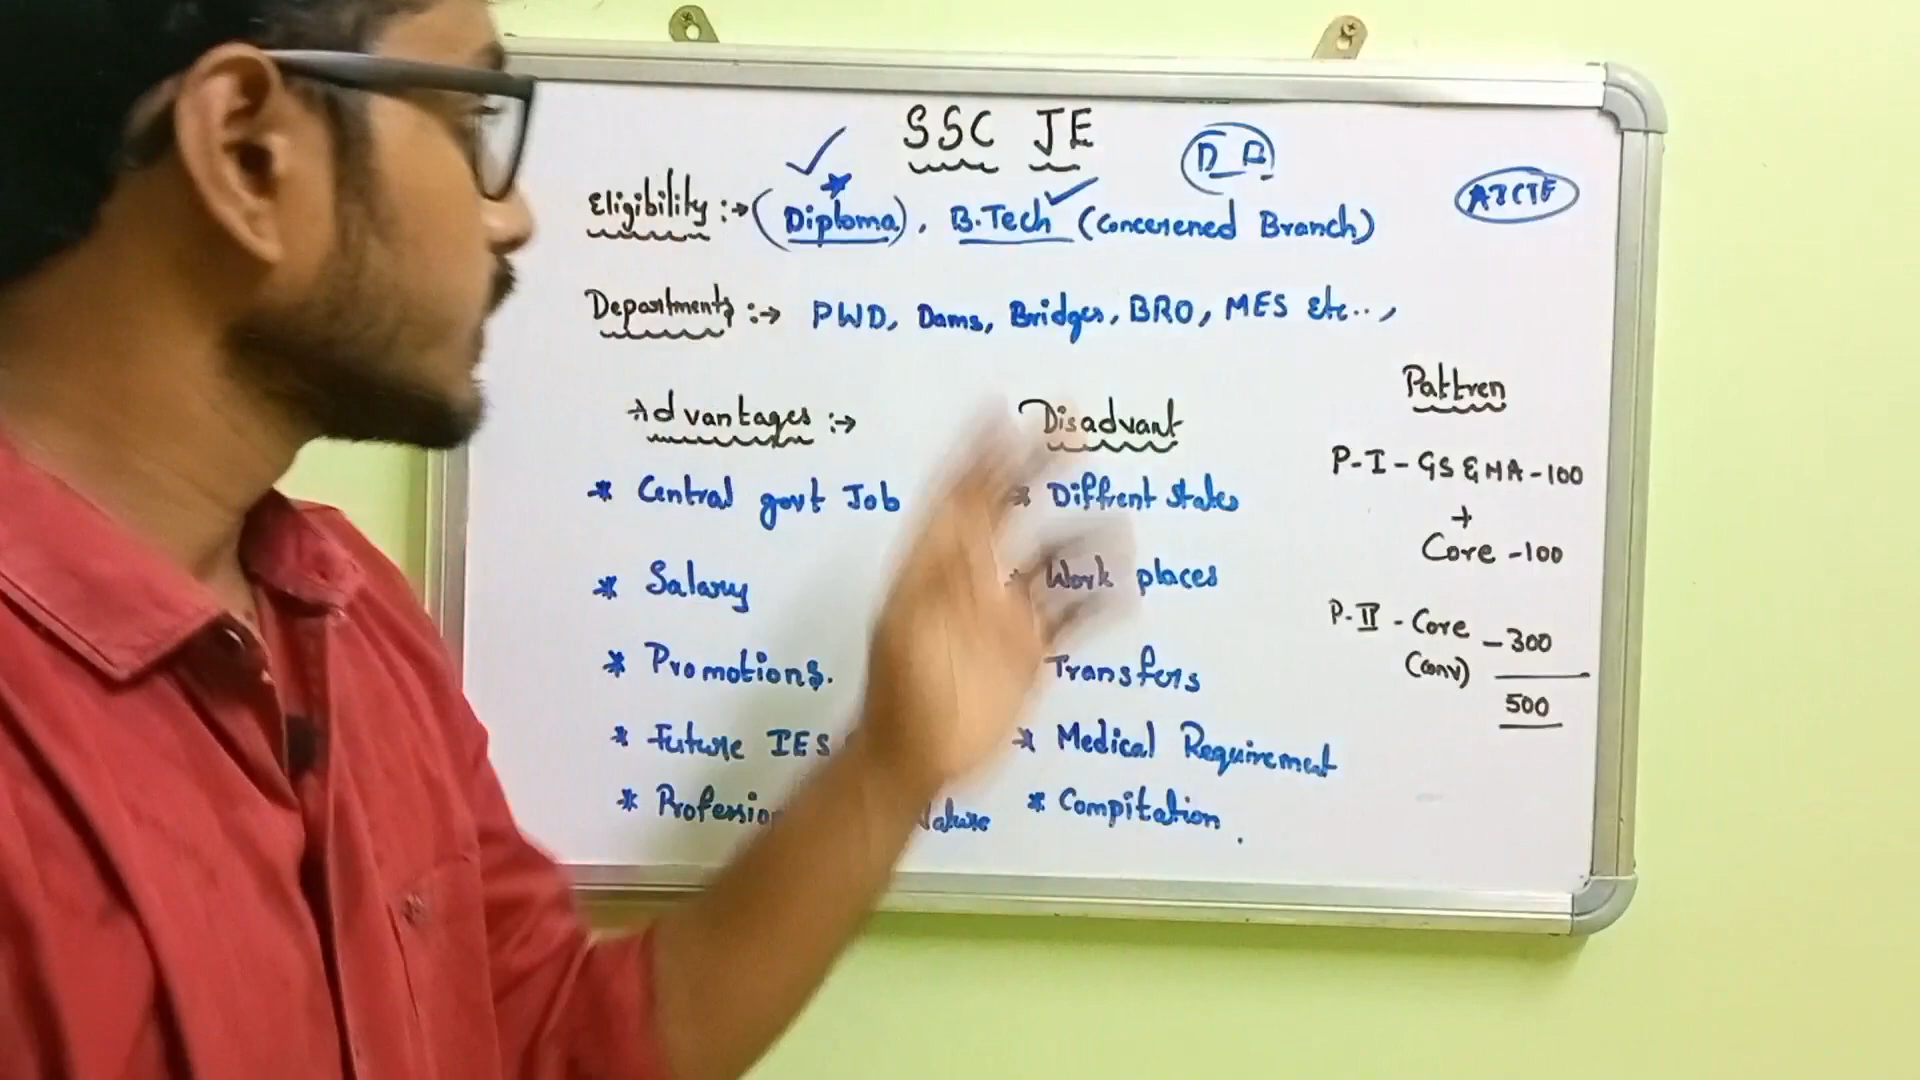 SSC JE
D B
Eligibility :→ (Diploma), B.Tech (Concerened Branch)
Departments :→ PWD, Dams, Bridges, BRO, MES Etc..,
Advantages :→
* Central govt Job
* Salary
* Promotions.
* Future IES
* Profession
Disadvant
* Diffrent states
* Work places
Transfers
* Medical Requirement
* Compitation.
Pattren
P-I - GS & MA - 100
+
Core - 100
P-II - Core - 300
(Conv)
500